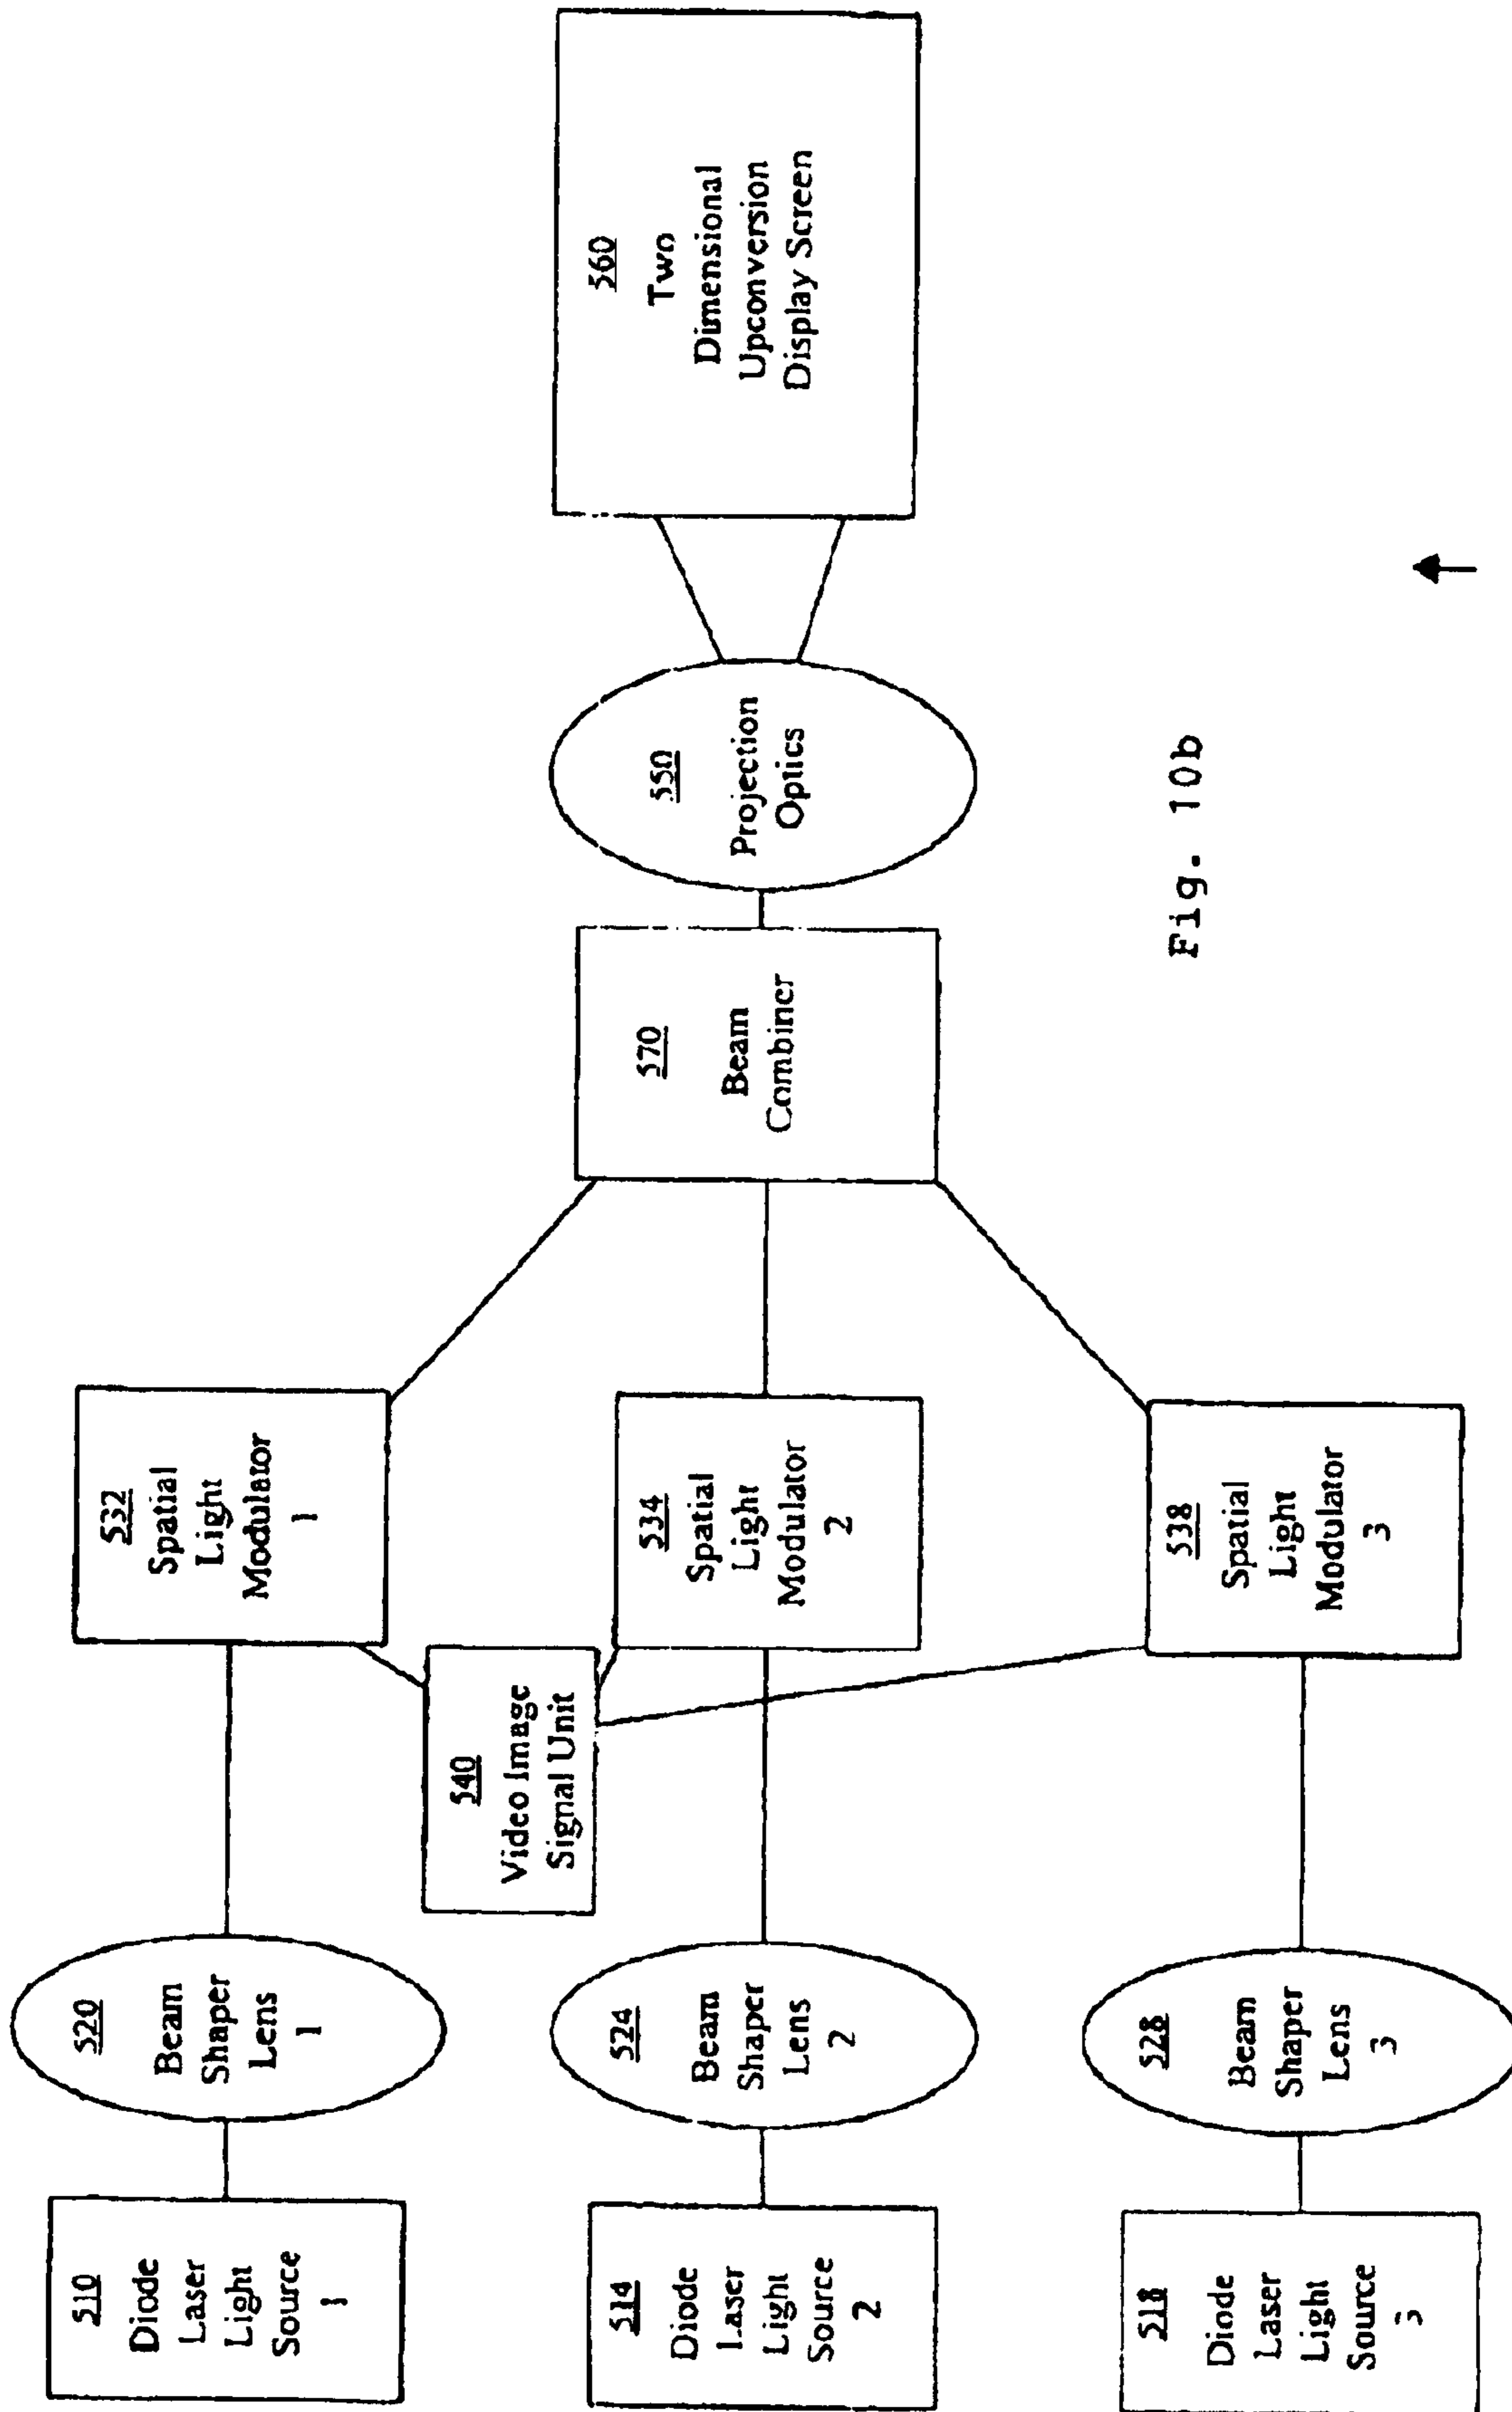 510
Diode
Laser
Light
Source
1
520
Beam
Shaper
Lens
1
532
Spatial
Light
Modulator
1
540
Video Image
Signal Unit
514
Diode
Laser
Light
Source
2
524
Beam
Shaper
Lens
2
534
Spatial
Light
Modulator
2
570
Beam
Combiner
550
Projection
Optics
560
Two
Dimensional
Upconversion
Display Screen
518
Diode
Laser
Light
Source
3
528
Beam
Shaper
Lens
3
538
Spatial
Light
Modulator
3
Fig. 10b